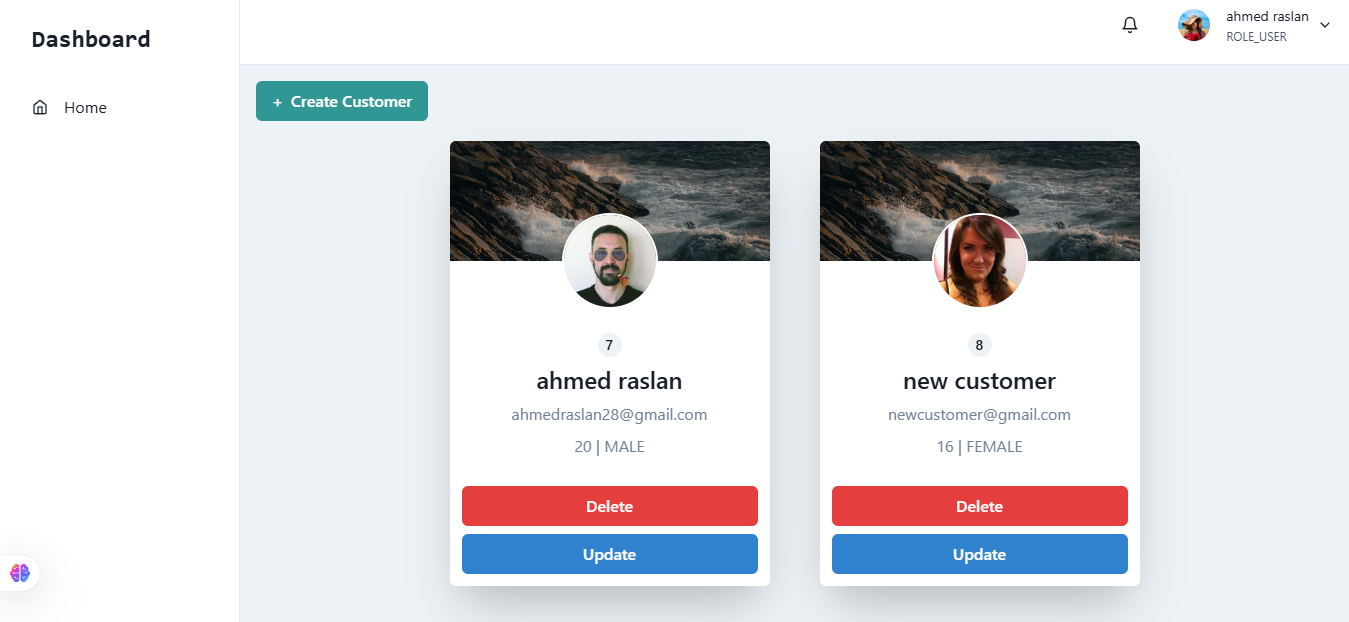 Dashboard
Home
ahmed raslan
ROLE_USER
+ Create Customer
7
ahmed raslan
ahmedraslan28@gmail.com
20 | MALE
Delete
Update
8
new customer
newcustomer@gmail.com
16 | FEMALE
Delete
Update